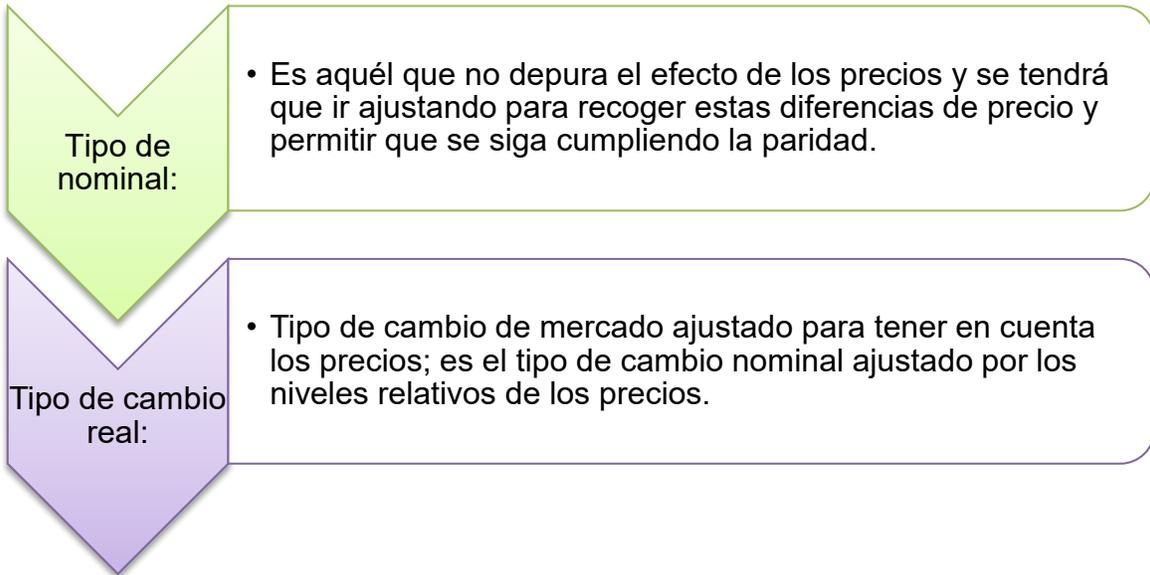 Tipo de
nominal:
• Es aquél que no depura el efecto de los precios y se tendrá
que ir ajustando para recoger estas diferencias de precio y
permitir que se siga cumpliendo la paridad.
Tipo de cambio
real:
• Tipo de cambio de mercado ajustado para tener en cuenta
los precios; es el tipo de cambio nominal ajustado por los
niveles relativos de los precios.